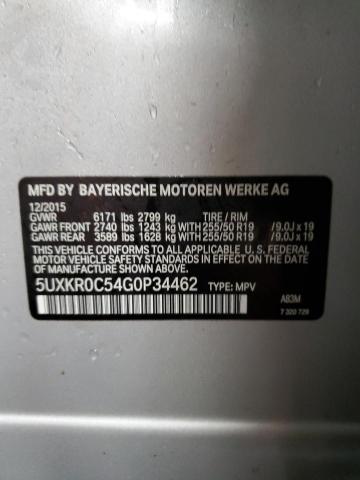 MFD BY BAYERISCHE MOTOREN WERKE AG
12/2015
GVWR 6171 lbs 2799 kg TIRE / RIM
GAWR FRONT 2740 lbs 1243 kg WITH 255/50 R19 / 9.0J x 19
GAWR REAR 3589 lbs 1628 kg WITH 255/50 R19 / 9.0J x 19
THIS VEHICLE CONFORMS TO ALL APPLICABLE U.S. FEDERAL
MOTOR VEHICLE SAFETY STANDARDS IN EFFECT ON THE DATE
OF MANUFACTURE SHOWN ABOVE.
5UXKR0C54G0P34462 TYPE: MPV
A83M
7 320 729